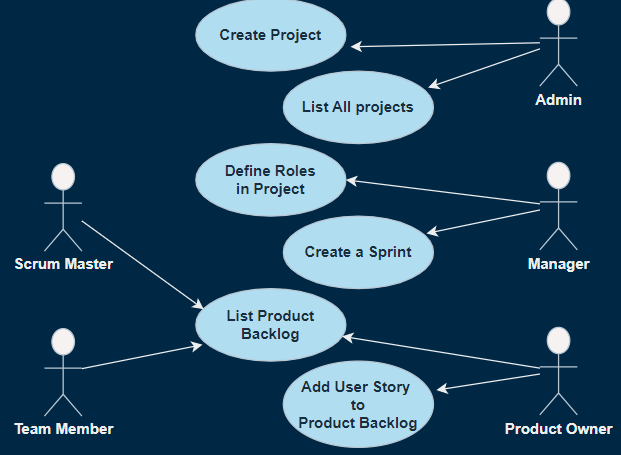 Create Project
Admin
List All projects
Define Roles
in Project
Create a Sprint
Scrum Master
Manager
List Product
Backlog
Add User Story
to
Product Backlog
Team Member
Product Owner